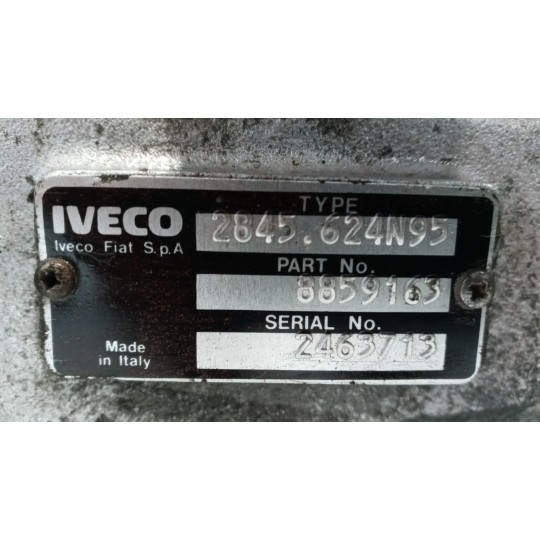 IVECO
Iveco Fiat S.p.A
TYPE
2845.624N95
PART No.
8859163
SERIAL No.
2463713
Made
in Italy